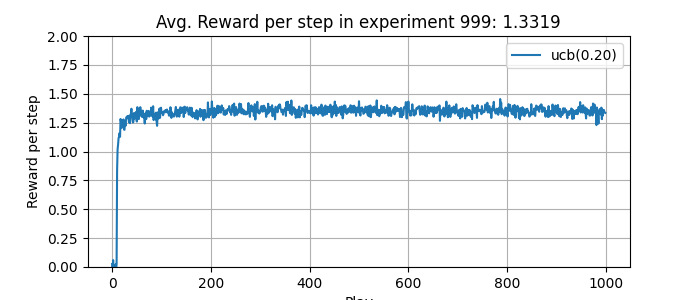 Avg. Reward per step in experiment 999: 1.3319
2.00
1.75
1.50
1.25
1.00
0.75
0.50
0.25
0.00
Reward per step
ucb(0.20)
0 200 400 600 800 1000
Play